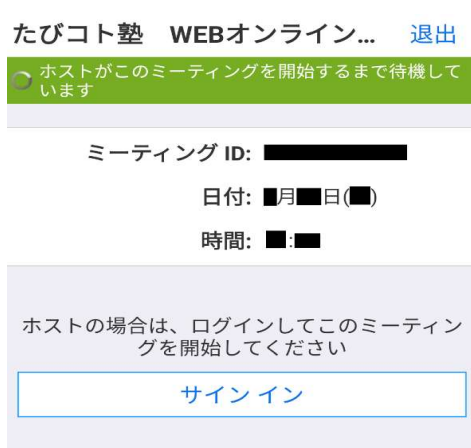 たびコト塾　WEBオンライン... 退出
ホストがこのミーティングを開始するまで待機して
います
ミーティング ID:
日付: 月 日( )
時間: :
ホストの場合は、ログインしてこのミーティン
グを開始してください
サイン イン